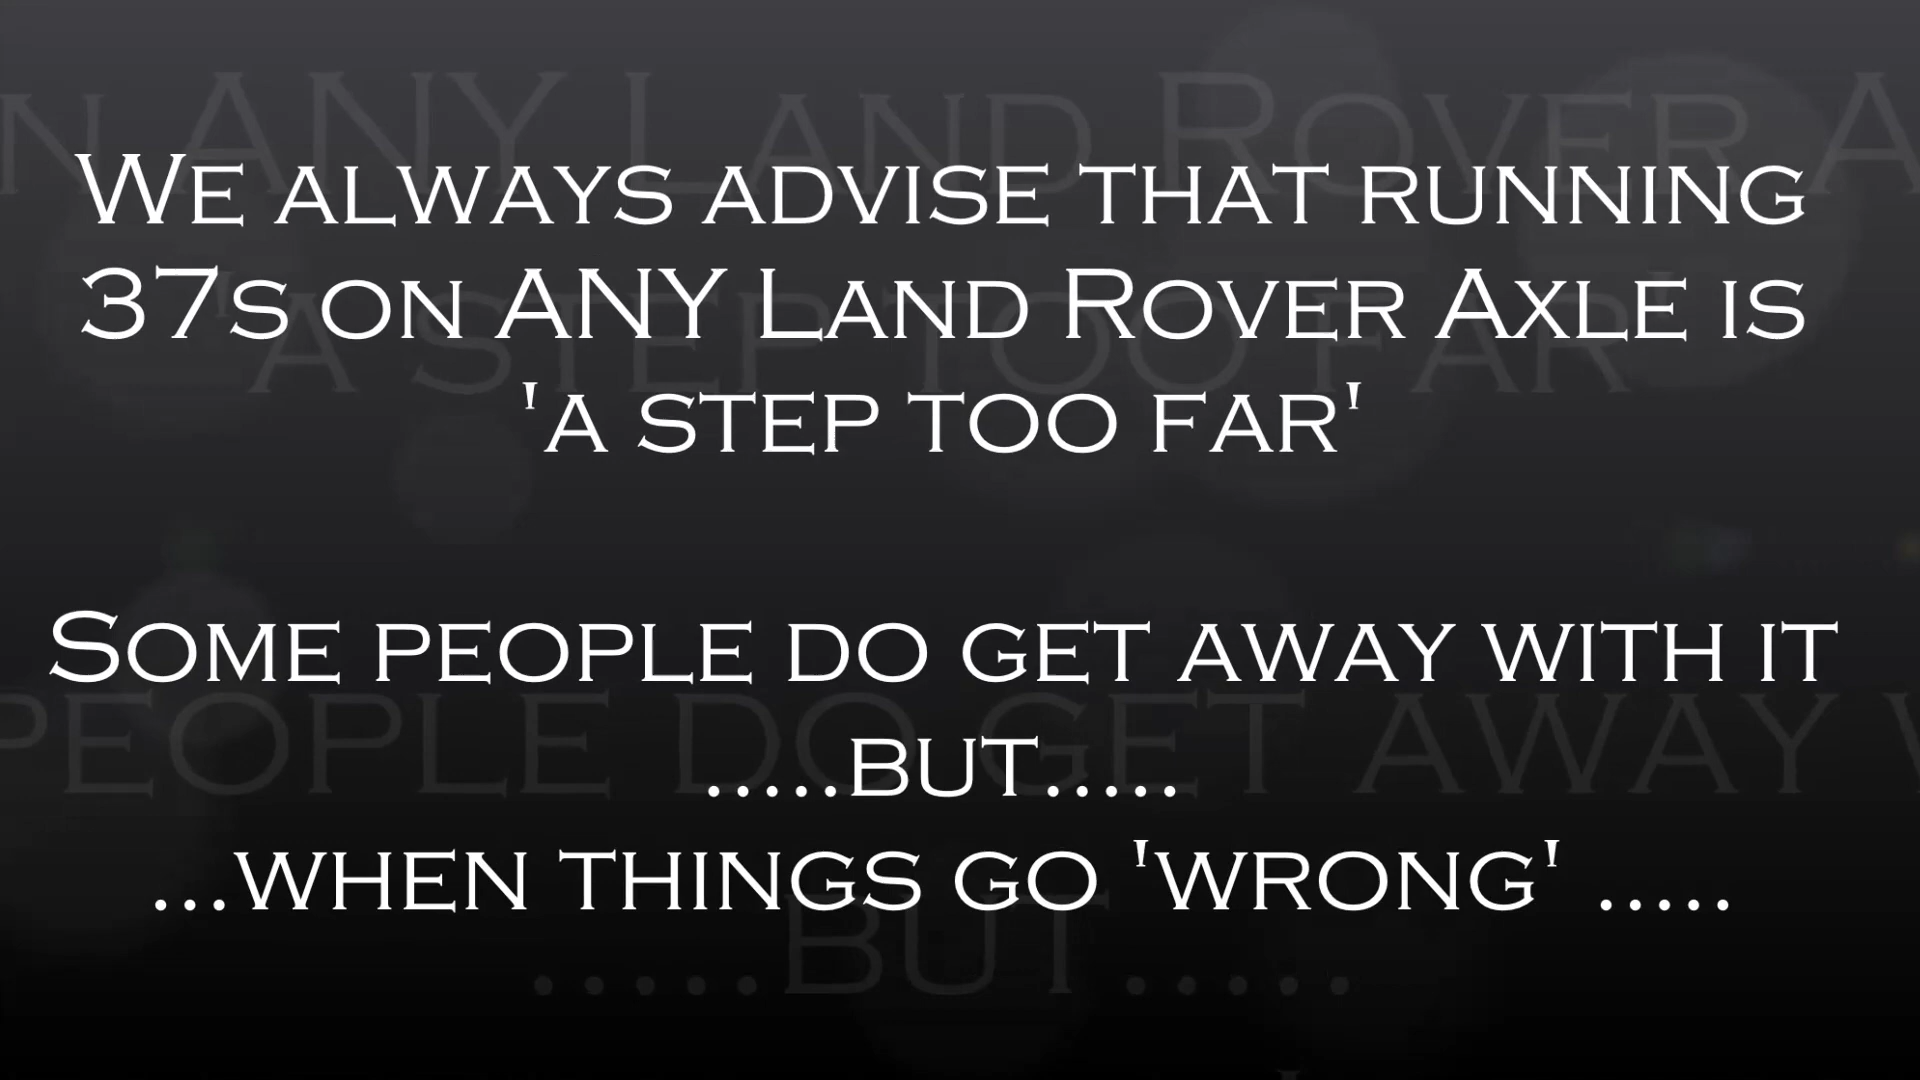 We always advise that running
37s on ANY Land Rover Axle is
'a step too far'
Some people do get away with it
.....but.....
...when things go 'wrong' .....